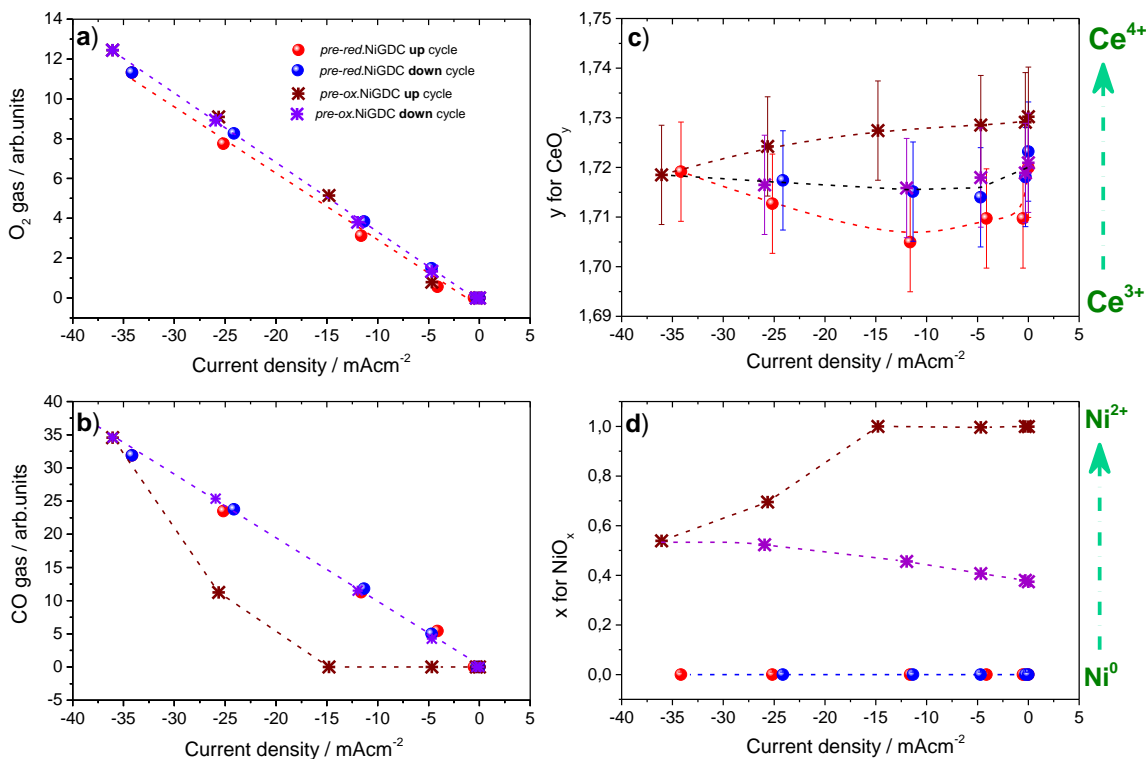 a)
pre-red.NiGDC up cycle
pre-red.NiGDC down cycle
pre-ox.NiGDC up cycle
pre-ox.NiGDC down cycle
14
12
10
8
6
4
2
0
O₂ gas / arb.units
-40 -35 -30 -25 -20 -15 -10 -5 0 5
Current density / mAcm⁻²
c)
1,75
1,74
1,73
1,72
1,71
1,70
1,69
y for CeOy
-40 -35 -30 -25 -20 -15 -10 -5 0 5
Current density / mAcm⁻²
Ce⁴⁺
Ce³⁺
b)
40
35
30
25
20
15
10
5
0
-5
CO gas / arb.units
-40 -35 -30 -25 -20 -15 -10 -5 0 5
Current density / mAcm⁻²
d)
1,0
0,8
0,6
0,4
0,2
0,0
x for NiOₓ
-40 -35 -30 -25 -20 -15 -10 -5 0 5
Current density / mAcm⁻²
Ni²⁺
Ni⁰